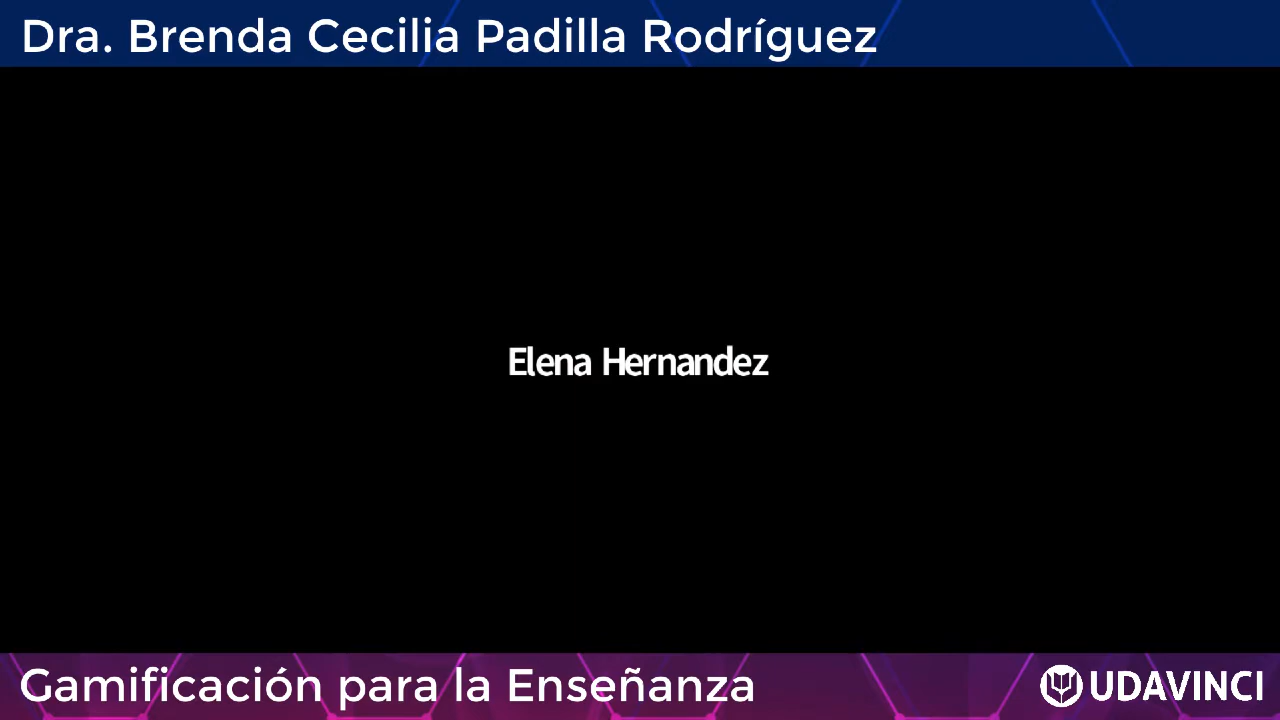 Dra. Brenda Cecilia Padilla Rodríguez
Elena Hernandez
Gamificación para la Enseñanza
UDAVINCI